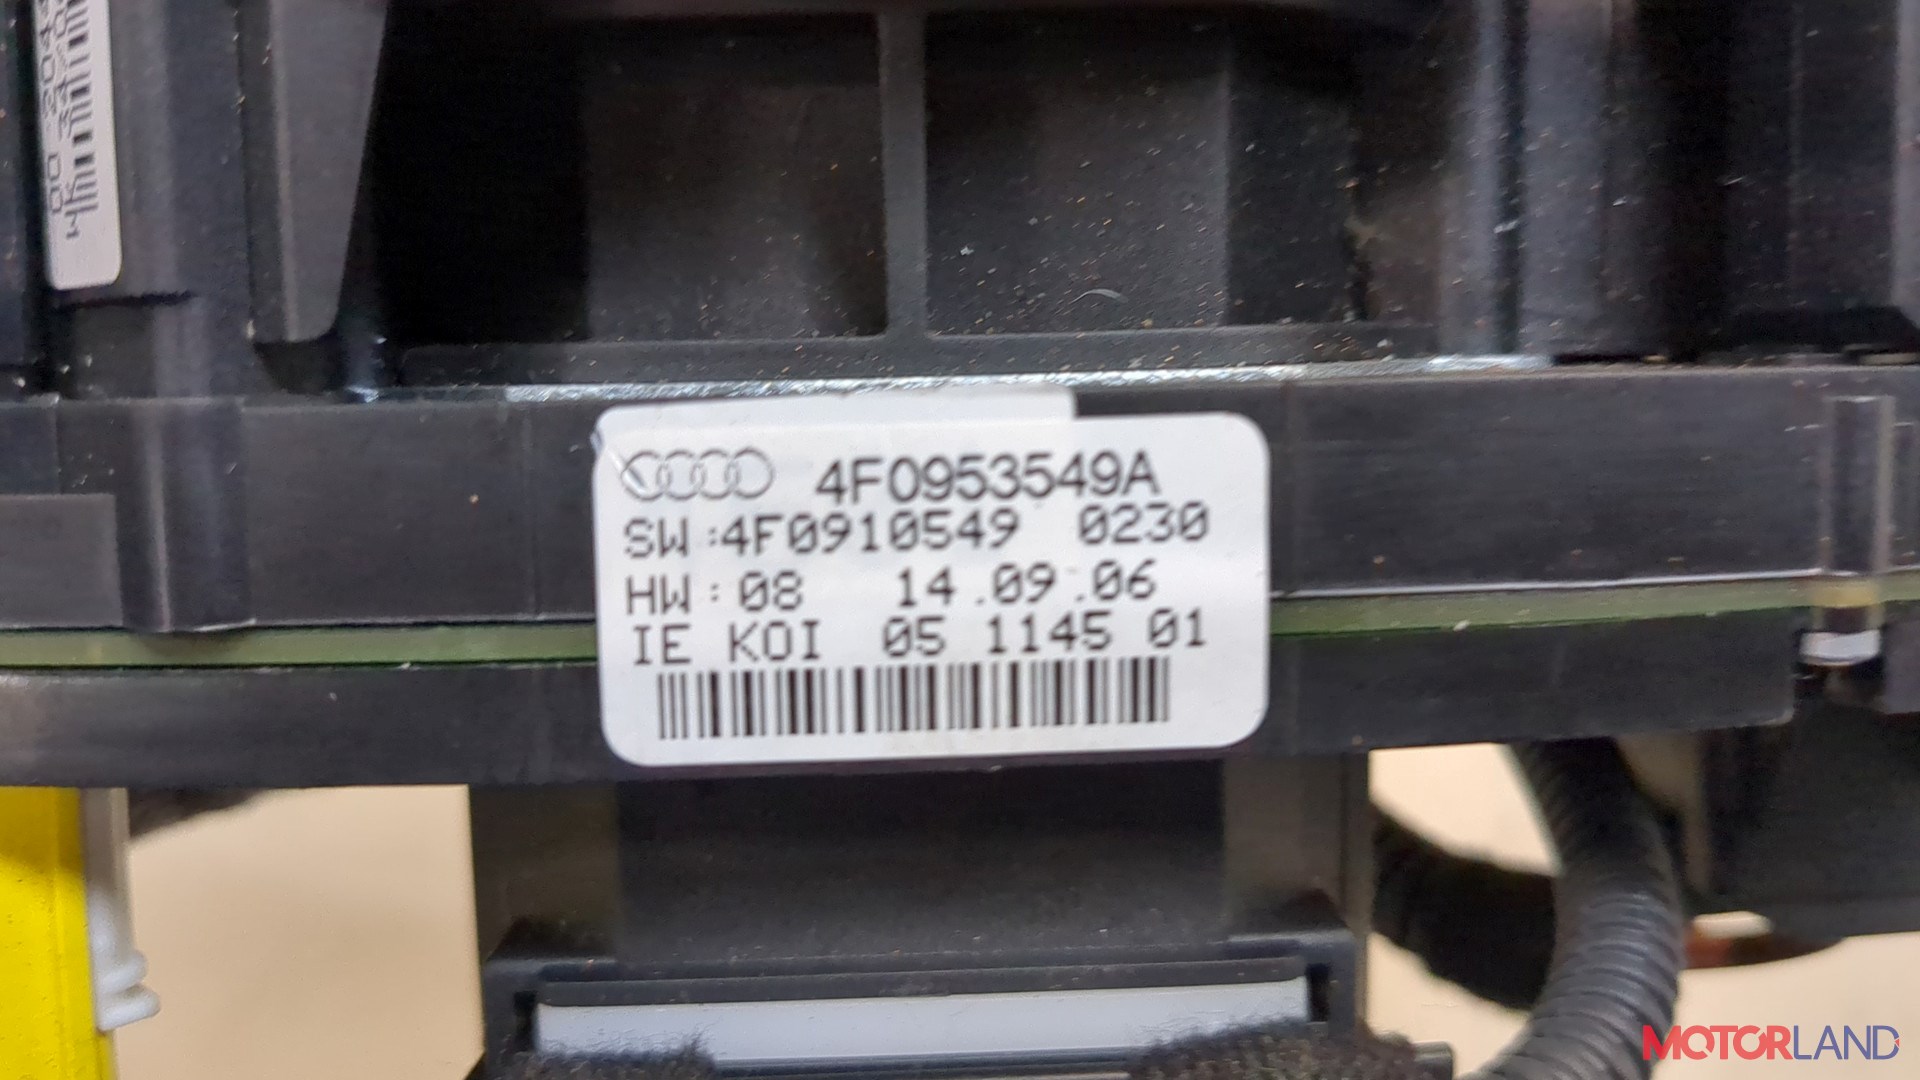 4F0953549A
SW:4F0910549 0230
HW:08 14.09.06
IE KOI 05 1145 01
MOTORLAND